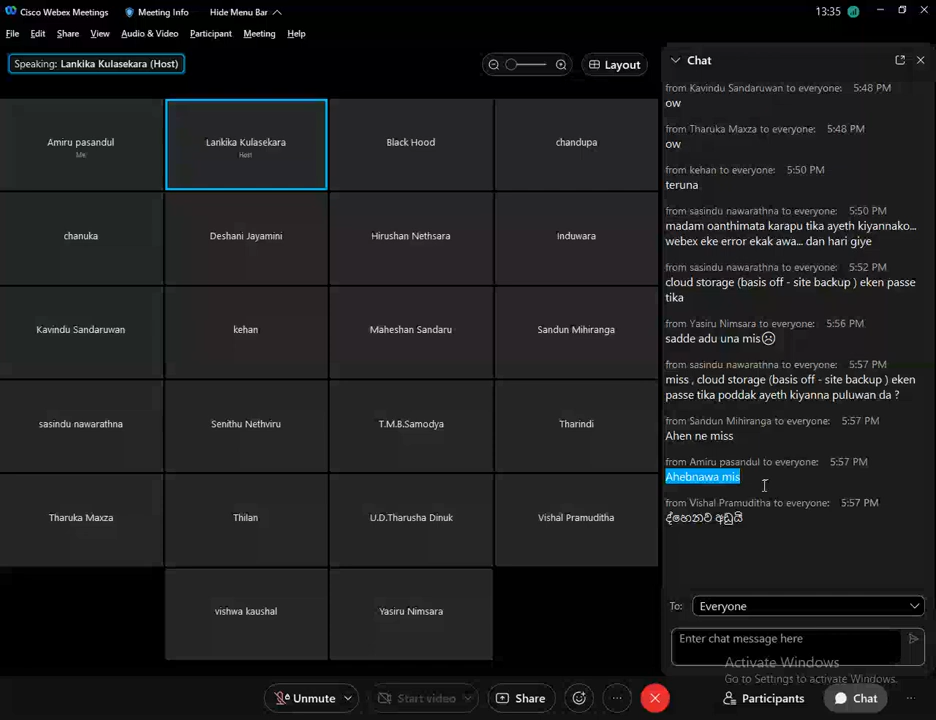 Cisco Webex Meetings Meeting Info Hide Menu Bar 13:35
File Edit Share View Audio & Video Participant Meeting Help
Speaking: Lankika Kulasekara (Host)
Layout
Amiru pasandul
Me
Lankika Kulasekara
Host
Black Hood
chandupa
chanuka
Deshani Jayamini
Hirushan Nethsara
Induwara
Kavindu Sandaruwan
kehan
Maheshan Sandaru
Sandun Mihiranga
sasindu nawarathna
Senithu Nethviru
T.M.B.Samodya
Tharindi
Tharuka Maxza
Thilan
U.D.Tharusha Dinuk
Vishal Pramuditha
vishwa kaushal
Yasiru Nimsara
Chat
from Kavindu Sandaruwan to everyone: 5:48 PM
ow
from Tharuka Maxza to everyone: 5:48 PM
ow
from kehan to everyone: 5:50 PM
teruna
from sasindu nawarathna to everyone: 5:50 PM
madam oanthimata karapu tika ayeth kiyannako...
webex eke error ekak awa... dan hari giye
from sasindu nawarathna to everyone: 5:52 PM
cloud storage (basis off - site backup ) eken passe
tika
from Yasiru Nimsara to everyone: 5:56 PM
sadde adu una mis☹
from sasindu nawarathna to everyone: 5:57 PM
miss , cloud storage (basis off - site backup ) eken
passe tika poddak ayeth kiyanna puluwan da ?
from Sandun Mihiranga to everyone: 5:57 PM
Ahen ne miss
from Amiru pasandul to everyone: 5:57 PM
Ahebnawa mis
from Vishal Pramuditha to everyone: 5:57 PM
අඩුයි
To: Everyone
Enter chat message here
Activate Windows
Go to Settings to activate Windows.
Unmute Start video Share Participants Chat